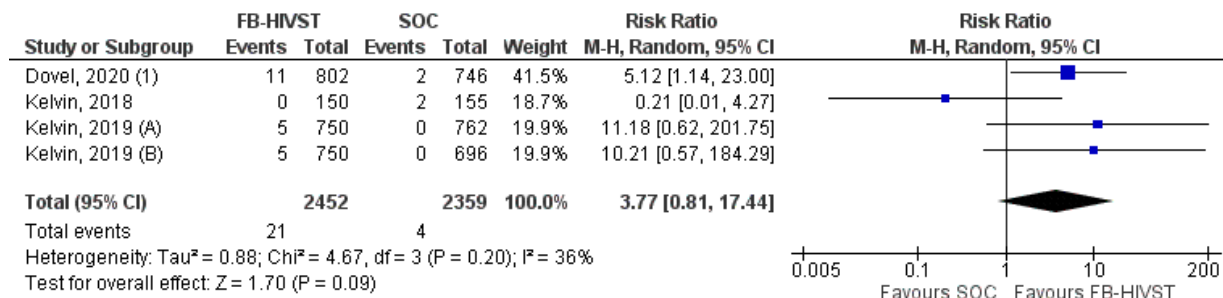 FB-HIVST SOC Risk Ratio Risk Ratio
Study or Subgroup Events Total Events Total Weight M-H, Random, 95% CI M-H, Random, 95% CI
Dovel, 2020 (1) 11 802 2 746 41.5% 5.12 [1.14, 23.00]
Kelvin, 2018 0 150 2 155 18.7% 0.21 [0.01, 4.27]
Kelvin, 2019 (A) 5 750 0 762 19.9% 11.18 [0.62, 201.75]
Kelvin, 2019 (B) 5 750 0 696 19.9% 10.21 [0.57, 184.29]
Total (95% CI) 2452 2359 100.0% 3.77 [0.81, 17.44]
Total events 21 4
Heterogeneity: Tau² = 0.88; Chi² = 4.67, df = 3 (P = 0.20); I² = 36%
Test for overall effect: Z = 1.70 (P = 0.09)
0.005 0.1 1 10 200
Favours SOC Favours FB-HIVST